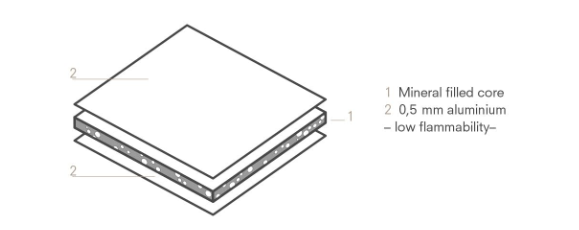 2
1
2
1 Mineral filled core
2 0,5 mm aluminium
– low flammability–